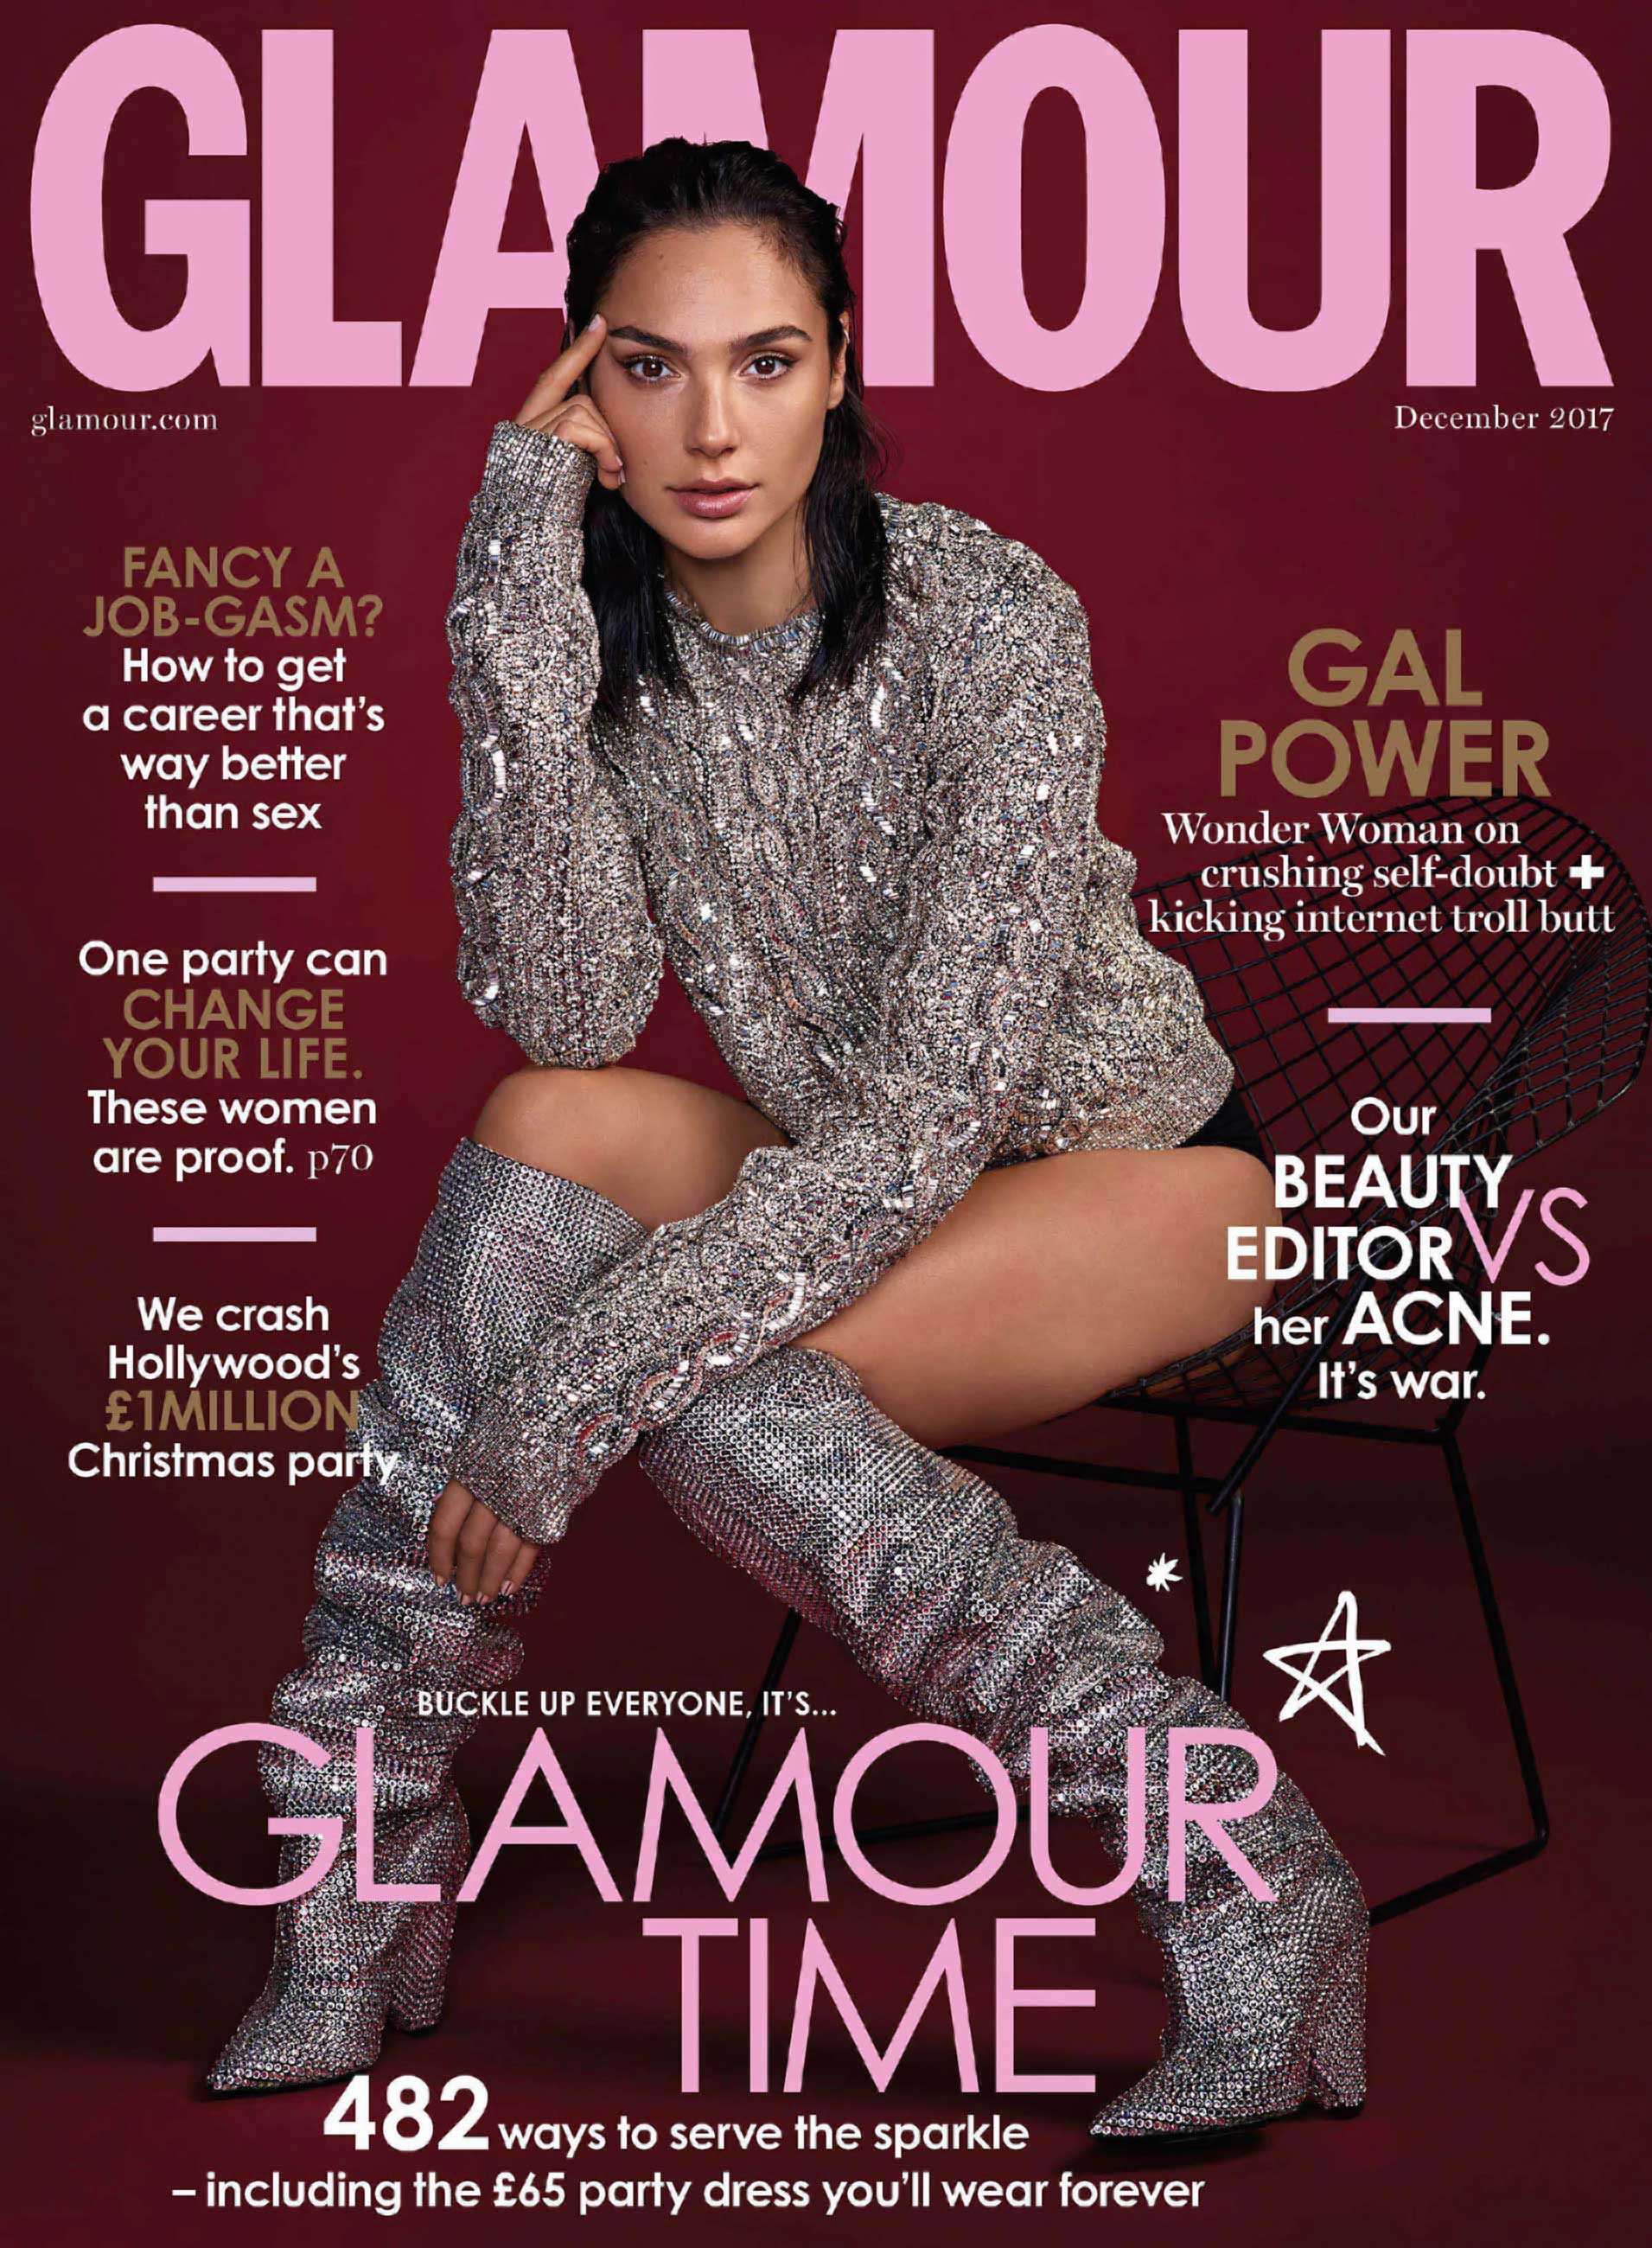 GLAMOUR
glamour.com
December 2017
FANCY A
JOB-GASM?
How to get
a career that's
way better
than sex
One party can
CHANGE
YOUR LIFE.
These women
are proof. p70
We crash
Hollywood's
£1MILLION
Christmas party
GAL
POWER
Wonder Woman on
crushing self-doubt +
kicking internet troll butt
Our
BEAUTY
EDITOR VS
her ACNE.
It's war.
BUCKLE UP EVERYONE, IT'S...
GLAMOUR
TIME
482 ways to serve the sparkle
– including the £65 party dress you'll wear forever